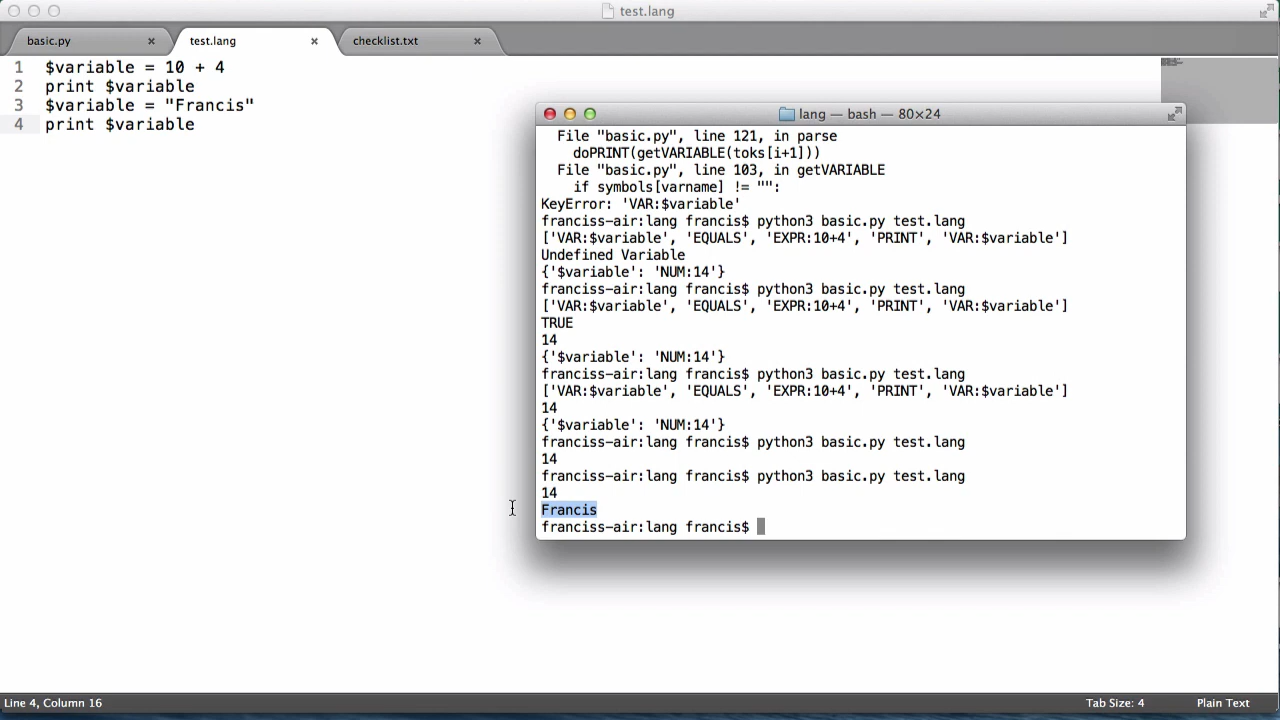 test.lang
basic.py × test.lang × checklist.txt ×
1 $variable = 10 + 4
2 print $variable
3 $variable = "Francis"
4 print $variable
lang — bash — 80×24
File "basic.py", line 121, in parse
doPRINT(getVARIABLE(toks[i+1]))
File "basic.py", line 103, in getVARIABLE
if symbols[varname] != "":
KeyError: 'VAR:$variable'
franciss-air:lang francis$ python3 basic.py test.lang
['VAR:$variable', 'EQUALS', 'EXPR:10+4', 'PRINT', 'VAR:$variable']
Undefined Variable
{'$variable': 'NUM:14'}
franciss-air:lang francis$ python3 basic.py test.lang
['VAR:$variable', 'EQUALS', 'EXPR:10+4', 'PRINT', 'VAR:$variable']
TRUE
14
{'$variable': 'NUM:14'}
franciss-air:lang francis$ python3 basic.py test.lang
['VAR:$variable', 'EQUALS', 'EXPR:10+4', 'PRINT', 'VAR:$variable']
14
{'$variable': 'NUM:14'}
franciss-air:lang francis$ python3 basic.py test.lang
14
franciss-air:lang francis$ python3 basic.py test.lang
14
Francis
franciss-air:lang francis$
Line 4, Column 16 Tab Size: 4 Plain Text